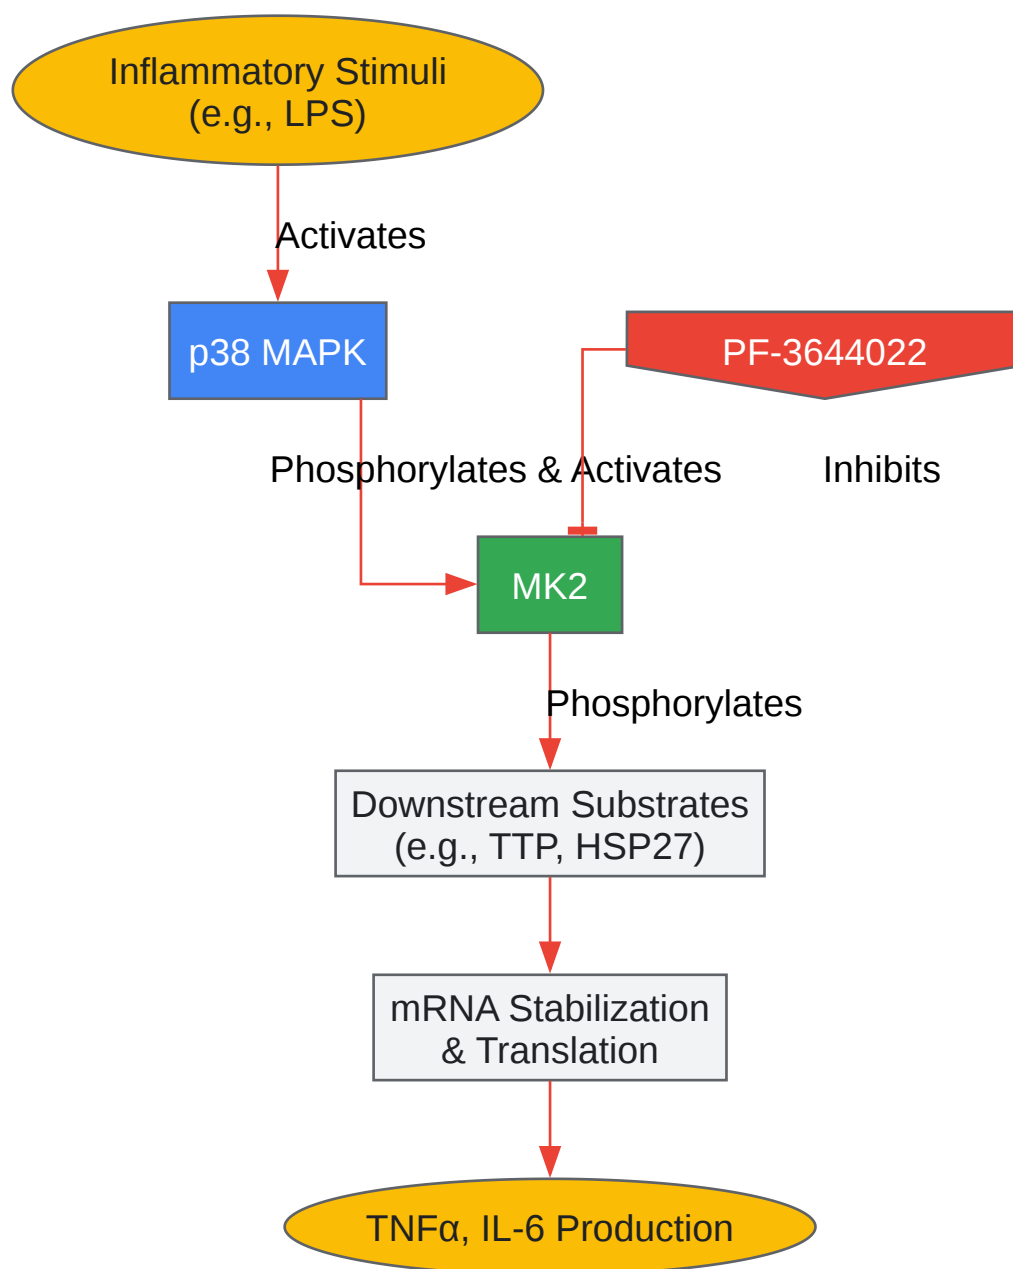 Inflammatory Stimuli
(e.g., LPS)
Activates
p38 MAPK
PF-3644022
Phosphorylates & Activates
Inhibits
MK2
Phosphorylates
Downstream Substrates
(e.g., TTP, HSP27)
mRNA Stabilization
& Translation
TNFα, IL-6 Production